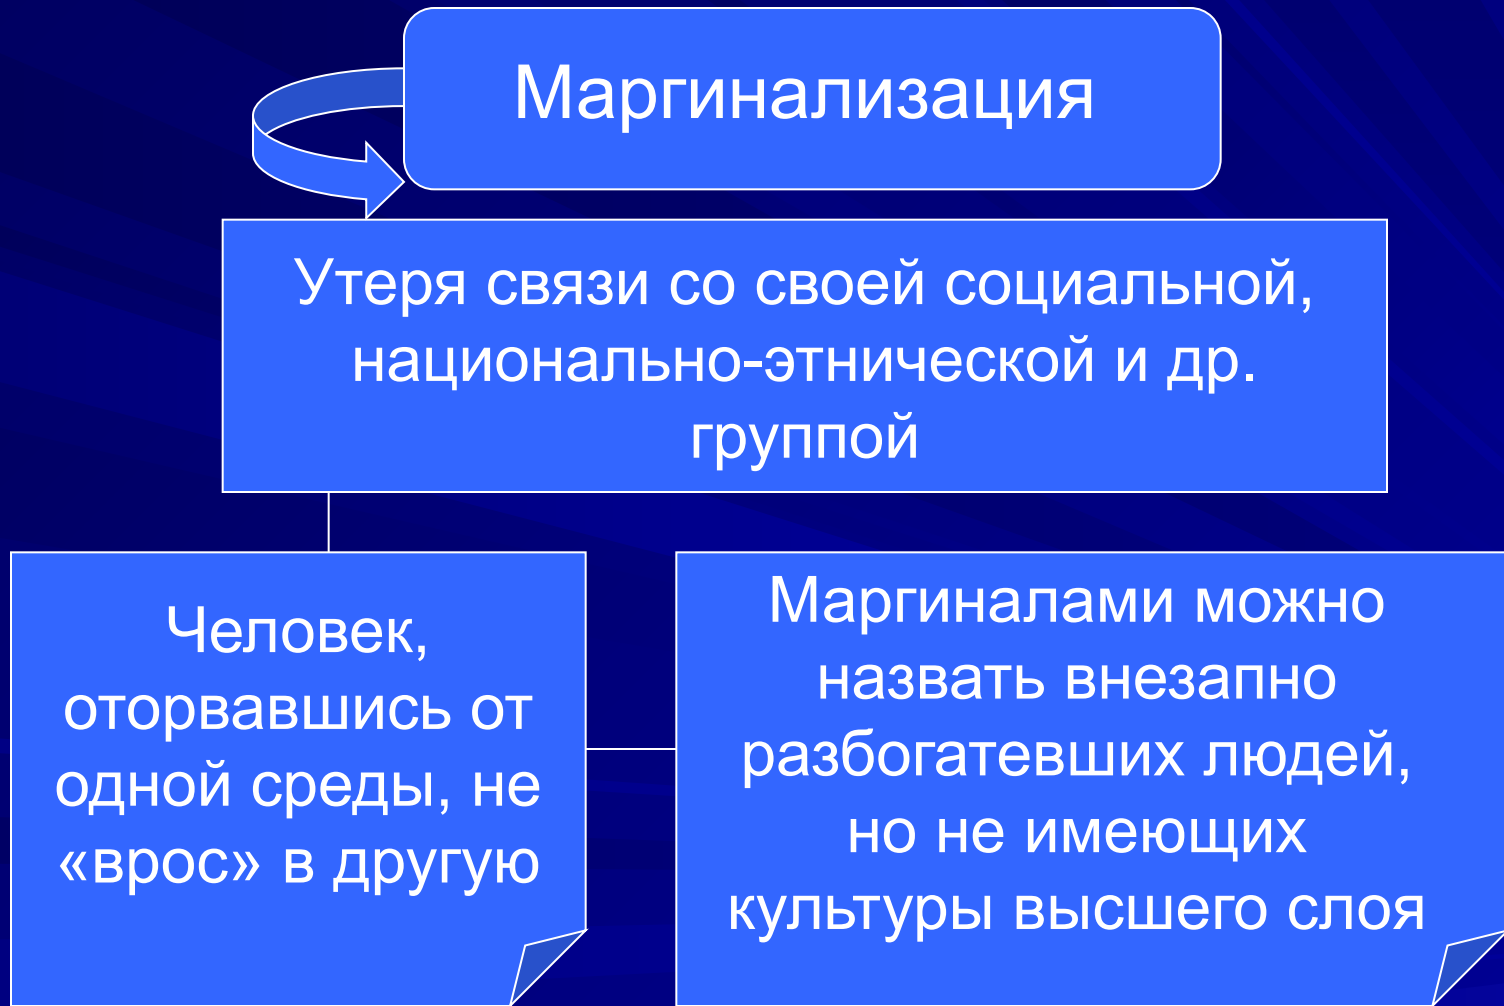 Маргинализация
Утеря связи со своей социальной,
национально-этнической и др.
группой
Человек,
оторвавшись от
одной среды, не
«врос» в другую
Маргиналами можно
назвать внезапно
разбогатевших людей,
но не имеющих
культуры высшего слоя